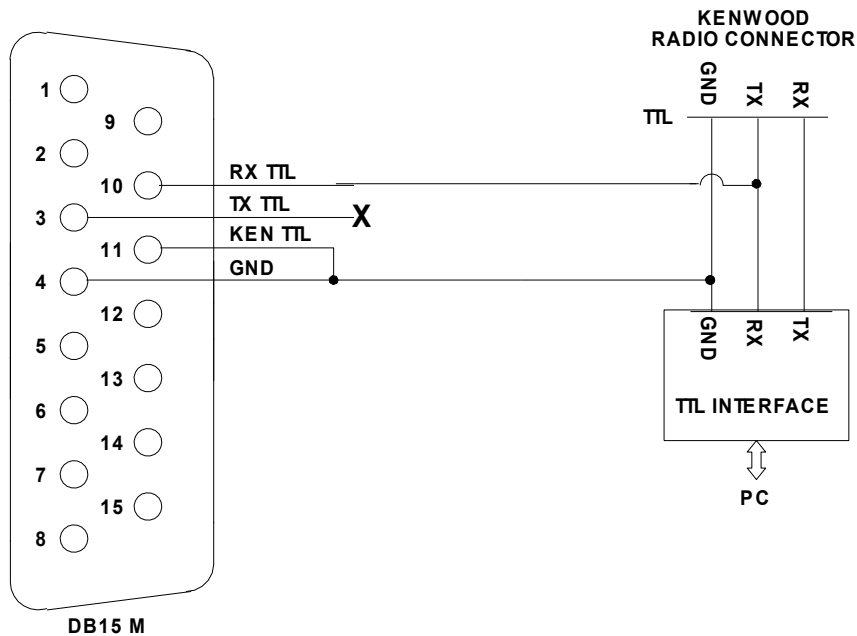 KENWOOD
RADIO CONNECTOR
GND
TX
RX
TTL
1
9
2
10
RX TTL
3
TX TTL
X
11
KEN TTL
4
GND
12
5
13
6
14
7
15
8
GND
RX
TX
TTL INTERFACE
PC
DB15 M